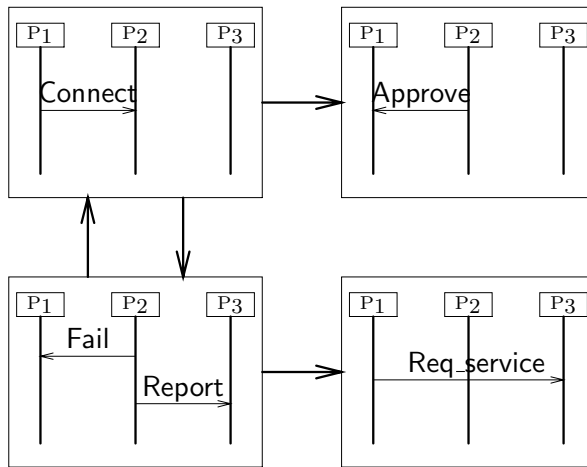 P1 P2 P3
Connect
P1 P2 P3
Approve
P1 P2 P3
Fail
Report
P1 P2 P3
Req_service